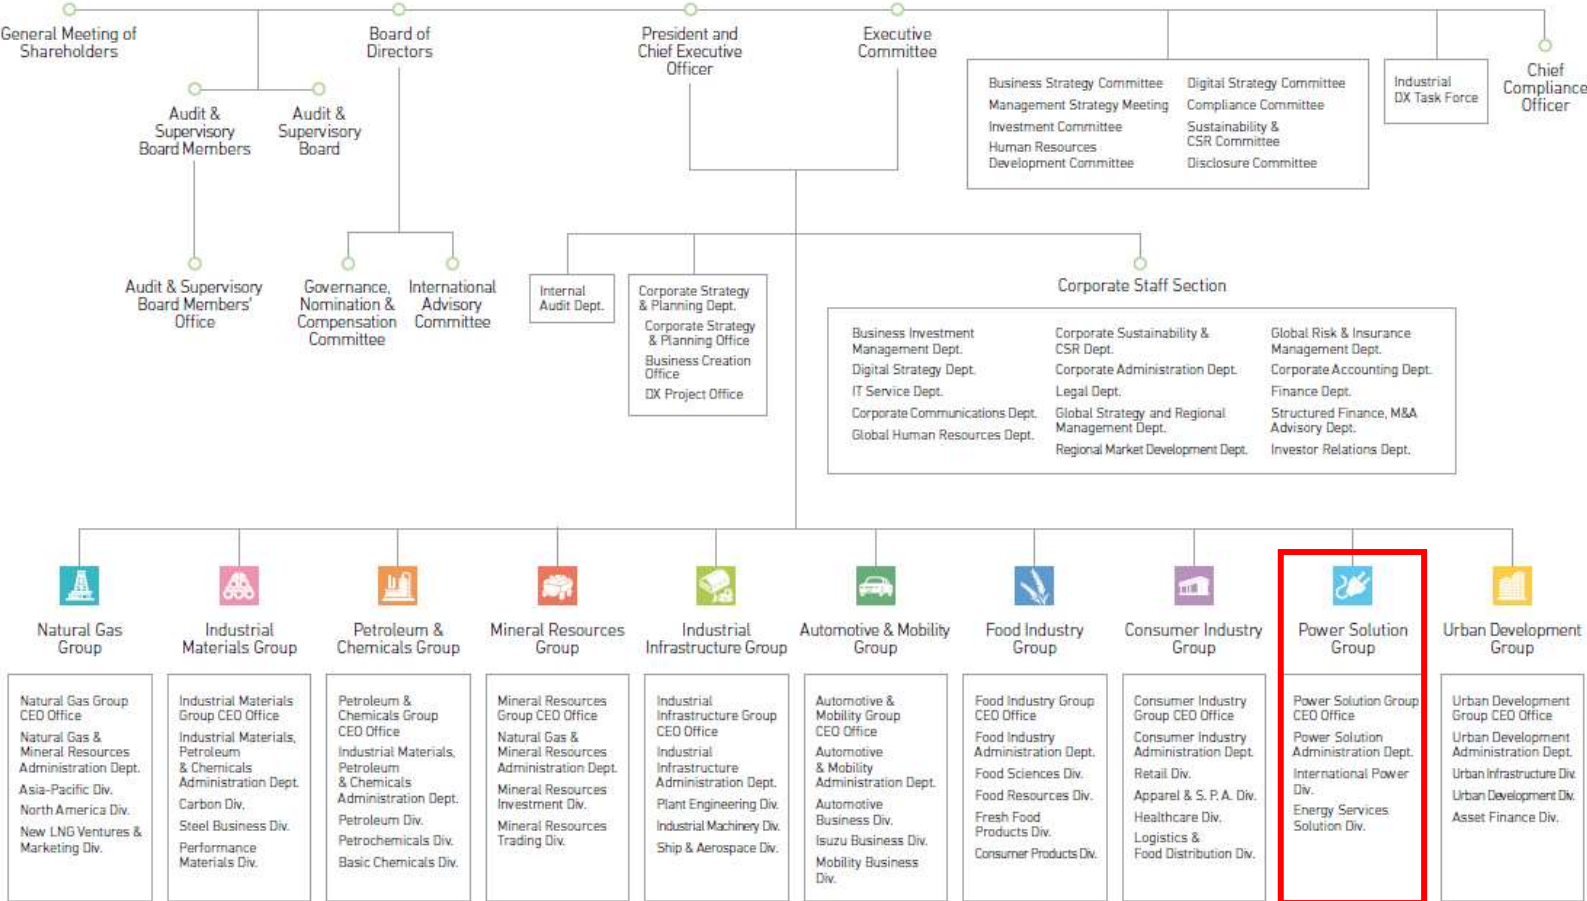 General Meeting of
Shareholders
Board of
Directors
President and
Chief Executive
Officer
Executive
Committee
Chief
Compliance
Officer
Audit &
Supervisory
Board Members
Audit &
Supervisory
Board
Business Strategy Committee
Management Strategy Meeting
Investment Committee
Human Resources
Development Committee
Digital Strategy Committee
Compliance Committee
Sustainability &
CSR Committee
Disclosure Committee
Industrial
DX Task Force
Audit & Supervisory
Board Members'
Office
Governance,
Nomination &
Compensation
Committee
International
Advisory
Committee
Internal
Audit Dept.
Corporate Strategy
& Planning Dept.
Corporate Strategy
& Planning Office
Business Creation
Office
DX Project Office
Corporate Staff Section
Business Investment
Management Dept.
Digital Strategy Dept.
IT Service Dept.
Corporate Communications Dept.
Global Human Resources Dept.
Corporate Sustainability &
CSR Dept.
Corporate Administration Dept.
Legal Dept.
Global Strategy and Regional
Management Dept.
Regional Market Development Dept.
Global Risk & Insurance
Management Dept.
Corporate Accounting Dept.
Finance Dept.
Structured Finance, M&A
Advisory Dept.
Investor Relations Dept.
Natural Gas
Group
Natural Gas Group
CEO Office
Natural Gas &
Mineral Resources
Administration Dept.
Asia-Pacific Div.
North America Div.
New LNG Ventures &
Marketing Div.
Industrial
Materials Group
Industrial Materials
Group CEO Office
Industrial Materials,
Petroleum
& Chemicals
Administration Dept.
Carbon Div.
Steel Business Div.
Performance
Materials Div.
Petroleum &
Chemicals Group
Petroleum &
Chemicals Group
CEO Office
Industrial Materials,
Petroleum
& Chemicals
Administration Dept.
Petroleum Div.
Petrochemicals Div.
Basic Chemicals Div.
Mineral Resources
Group
Mineral Resources
Group CEO Office
Natural Gas &
Mineral Resources
Administration Dept.
Mineral Resources
Investment Div.
Mineral Resources
Trading Div.
Industrial
Infrastructure Group
Industrial
Infrastructure Group
CEO Office
Industrial
Infrastructure
Administration Dept.
Plant Engineering Div.
Industrial Machinery Div.
Ship & Aerospace Div.
Automotive & Mobility
Group
Automotive &
Mobility Group
CEO Office
Automotive
& Mobility
Administration Dept.
Automotive
Business Div.
Isuzu Business Div.
Mobility Business
Div.
Food Industry
Group
Food Industry Group
CEO Office
Food Industry
Administration Dept.
Food Sciences Div.
Food Resources Div.
Fresh Food
Products Div.
Consumer Products Div.
Consumer Industry
Group
Consumer Industry
Group CEO Office
Consumer Industry
Administration Dept.
Retail Div.
Apparel & S. P. A. Div.
Healthcare Div.
Logistics &
Food Distribution Div.
Power Solution
Group
Power Solution Group
CEO Office
Power Solution
Administration Dept.
International Power
Div.
Energy Services
Solution Div.
Urban Development
Group
Urban Development
Group CEO Office
Urban Development
Administration Dept.
Urban Infrastructure Div.
Urban Development Div.
Asset Finance Div.